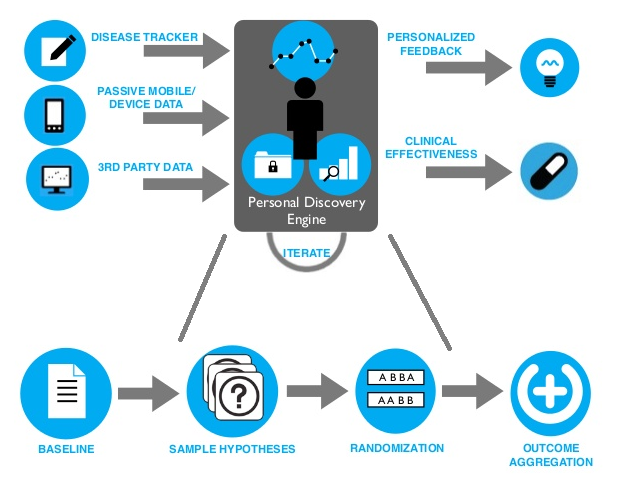 DISEASE TRACKER
PASSIVE MOBILE/
DEVICE DATA
3RD PARTY DATA
Personal Discovery
Engine
ITERATE
PERSONALIZED
FEEDBACK
CLINICAL
EFFECTIVENESS
?
ABBA
AABB
BASELINE
SAMPLE HYPOTHESES
RANDOMIZATION
OUTCOME
AGGREGATION